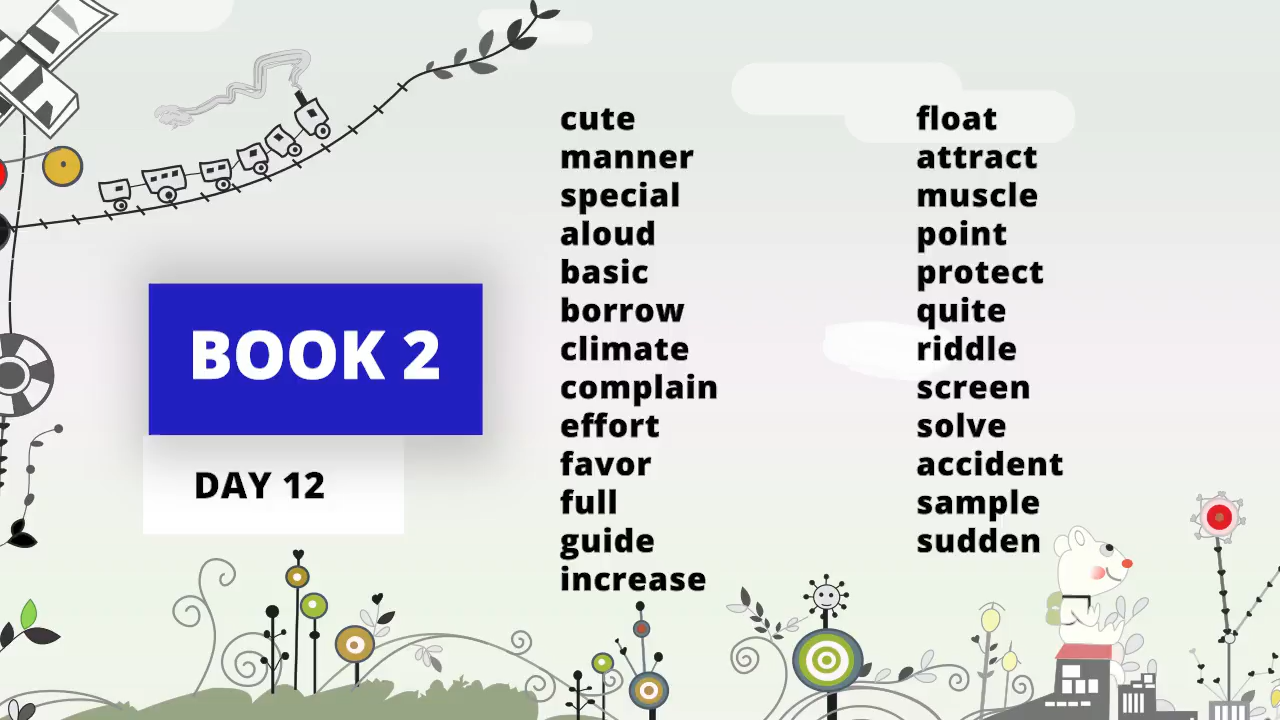 BOOK 2
DAY 12
cute
manner
special
aloud
basic
borrow
climate
complain
effort
favor
full
guide
increase
float
attract
muscle
point
protect
quite
riddle
screen
solve
accident
sample
sudden